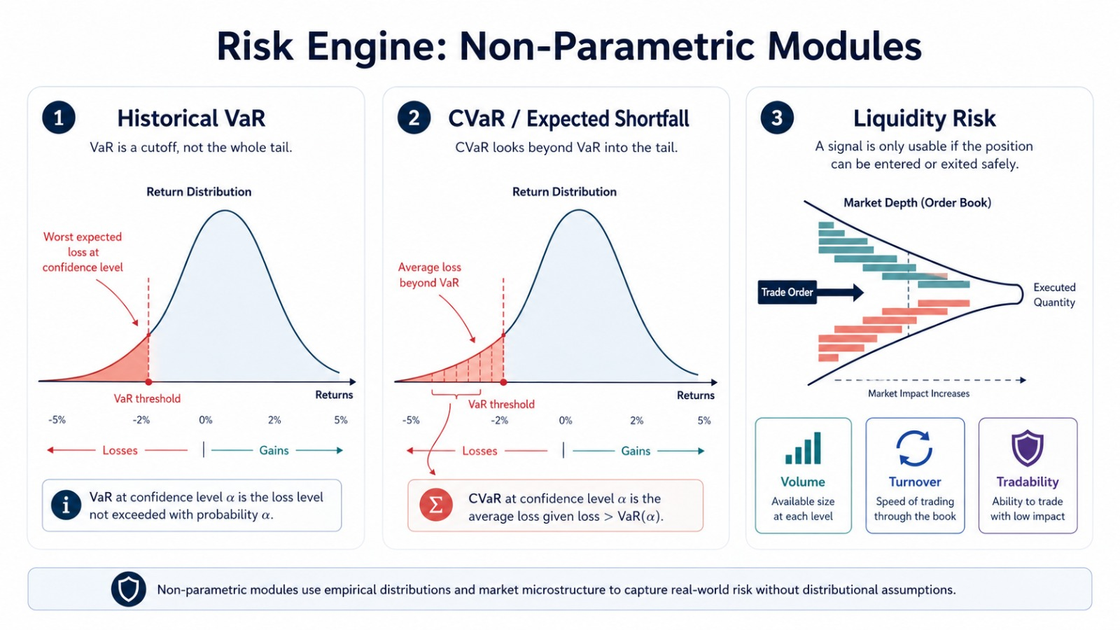 Risk Engine: Non-Parametric Modules
1
Historical VaR
VaR is a cutoff, not the whole tail.
Return Distribution
Worst expected
loss at
confidence level
VaR threshold
Returns
-5%
-2%
0%
2%
5%
Losses
Gains
i
VaR at confidence level α is the loss level
not exceeded with probability α.
2
CVaR / Expected Shortfall
CVaR looks beyond VaR into the tail.
Return Distribution
Average loss
beyond VaR
VaR threshold
Returns
-5%
-2%
0%
2%
5%
Losses
Gains
Σ
CVaR at confidence level α is the
average loss given loss > VaR(α).
3
Liquidity Risk
A signal is only usable if the position
can be entered or exited safely.
Market Depth (Order Book)
Trade Order
Executed
Quantity
Market Impact Increases
Volume
Available size
at each level
Turnover
Speed of trading
through the book
Tradability
Ability to trade
with low impact
Non-parametric modules use empirical distributions and market microstructure to capture real-world risk without distributional assumptions.